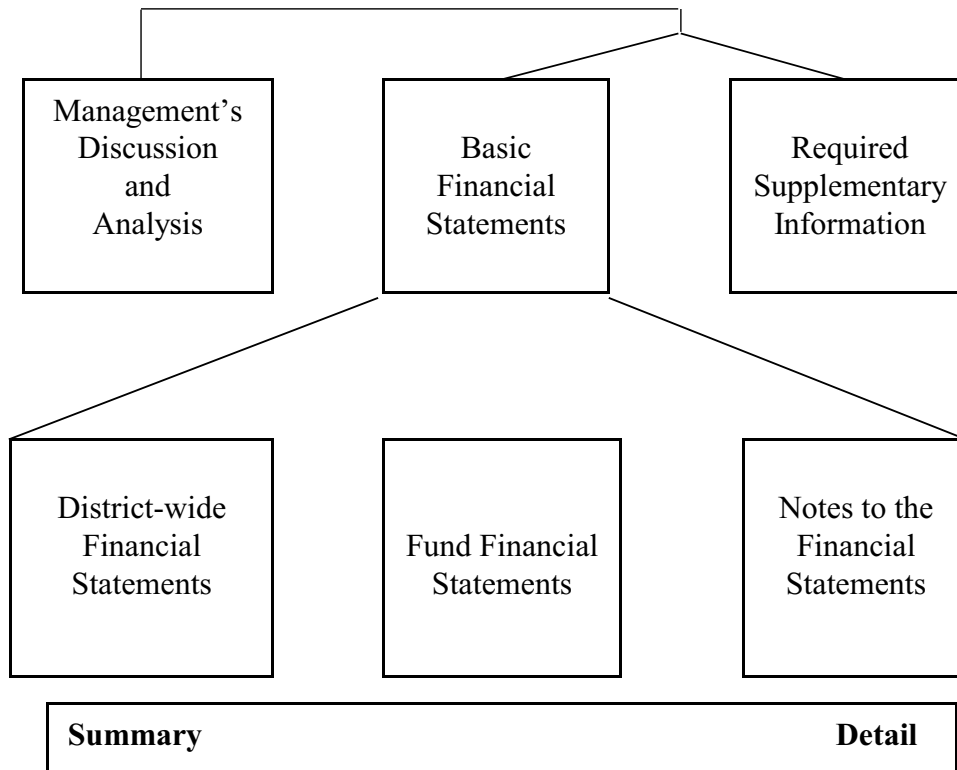 Management’s
Discussion
and
Analysis
Basic
Financial
Statements
Required
Supplementary
Information
District-wide
Financial
Statements
Fund Financial
Statements
Notes to the
Financial
Statements
Summary Detail